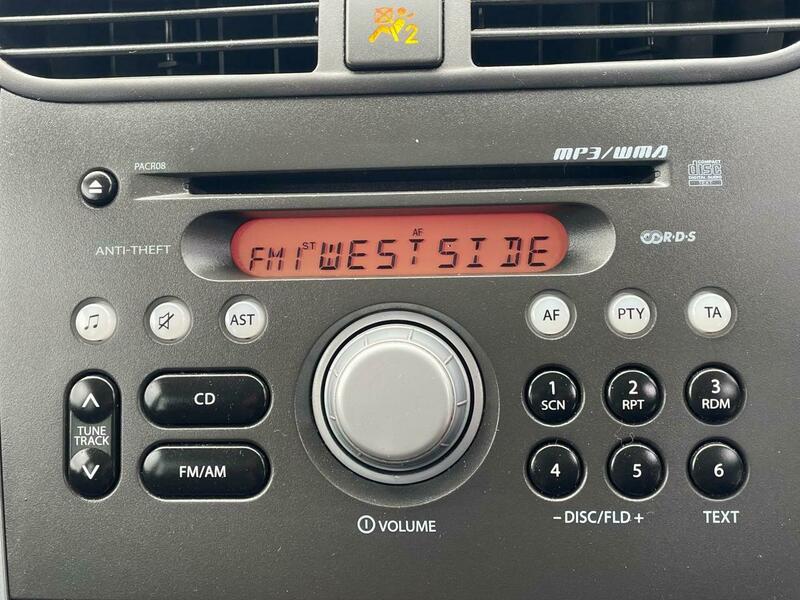 2
PACR08
MP3/WMA
COMPACT
disc
DIGITAL AUDIO
TEXT
ANTI-THEFT
FM1 ST WEST SIDE
AF
R·D·S
AST
AF
PTY
TA
TUNE
TRACK
CD
FM/AM
1
SCN
2
RPT
3
RDM
4
5
6
VOLUME
– DISC/FLD +
TEXT